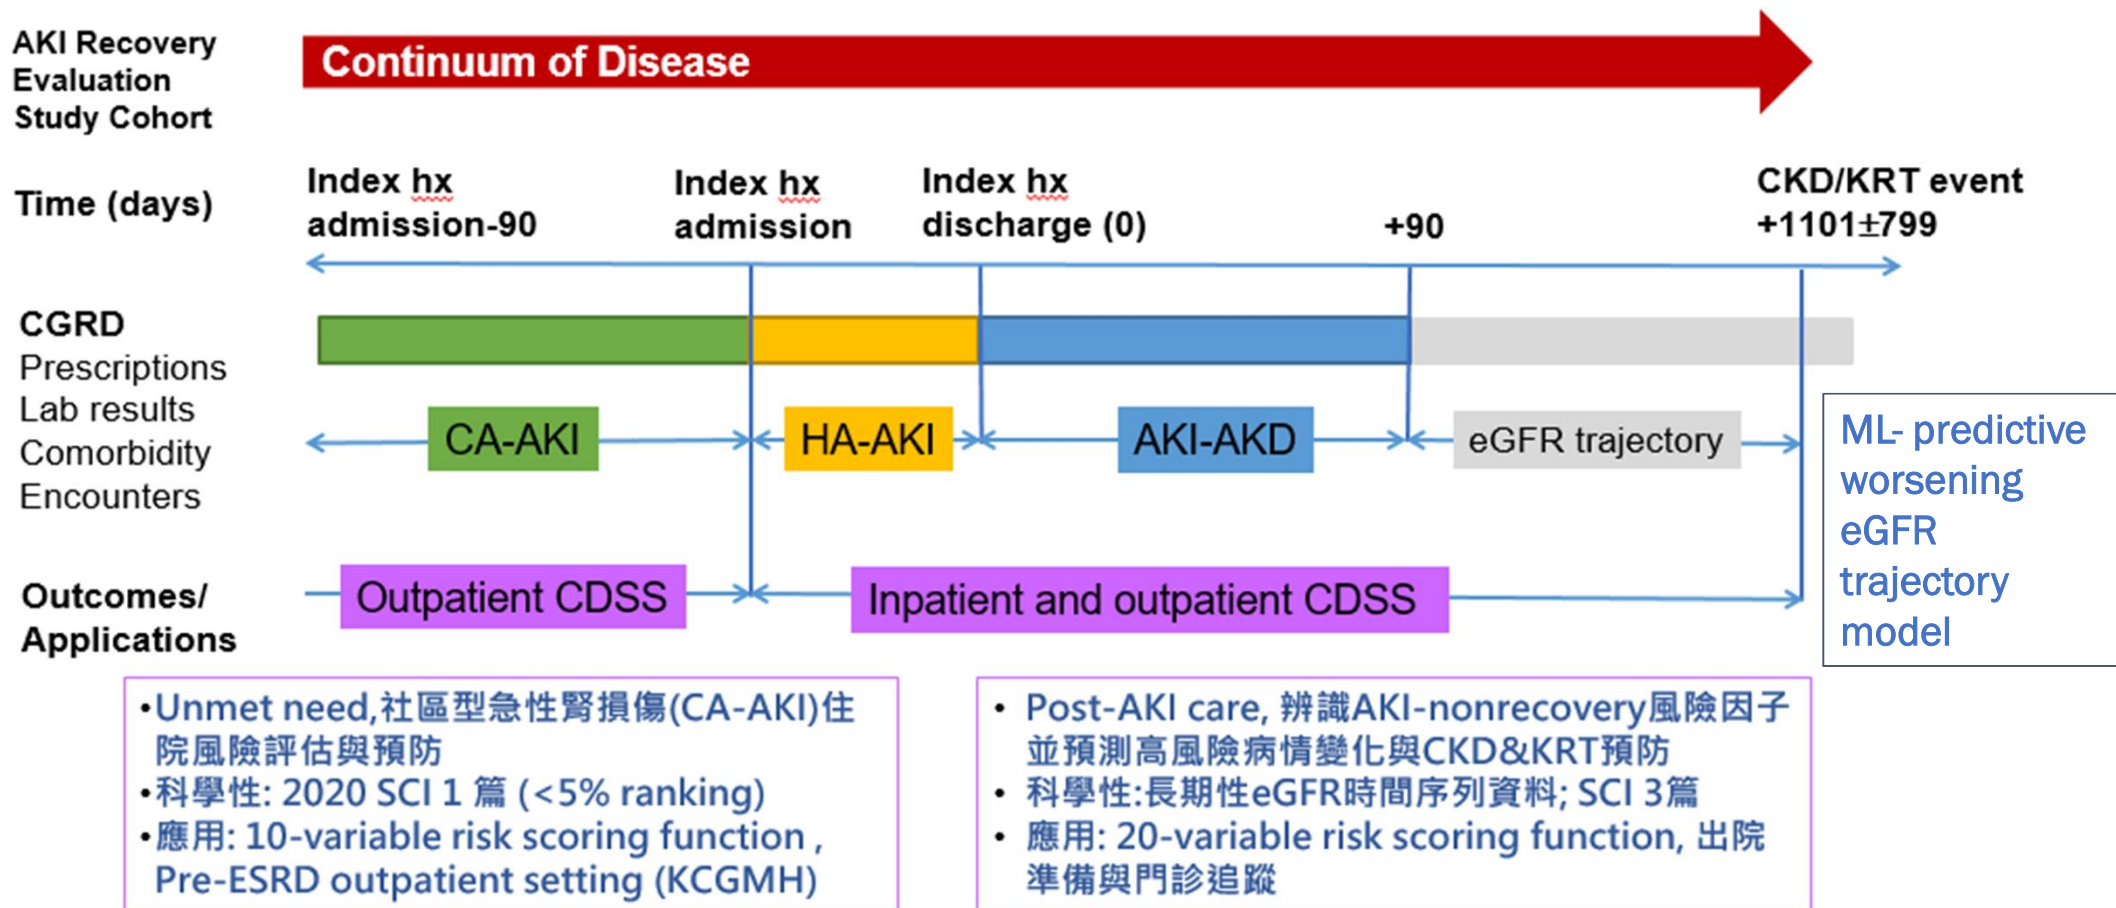 AKI Recovery
Evaluation
Study Cohort
Continuum of Disease
Time (days)
Index hx
admission-90
Index hx
admission
Index hx
discharge (0)
+90
CKD/KRT event
+1101±799
CGRD
Prescriptions
Lab results
Comorbidity
Encounters
CA-AKI
HA-AKI
AKI-AKD
eGFR trajectory
ML- predictive
worsening
eGFR
trajectory
model
Outcomes/
Applications
Outpatient CDSS
Inpatient and outpatient CDSS
•Unmet need,社區型急性腎損傷(CA-AKI)住
院風險評估與預防
•科學性: 2020 SCI 1 篇 (<5% ranking)
•應用: 10-variable risk scoring function ,
Pre-ESRD outpatient setting (KCGMH)
• Post-AKI care, 辨識AKI-nonrecovery風險因子
並預測高風險病情變化與CKD&KRT預防
• 科學性:長期性eGFR時間序列資料; SCI 3篇
• 應用: 20-variable risk scoring function, 出院
準備與門診追蹤